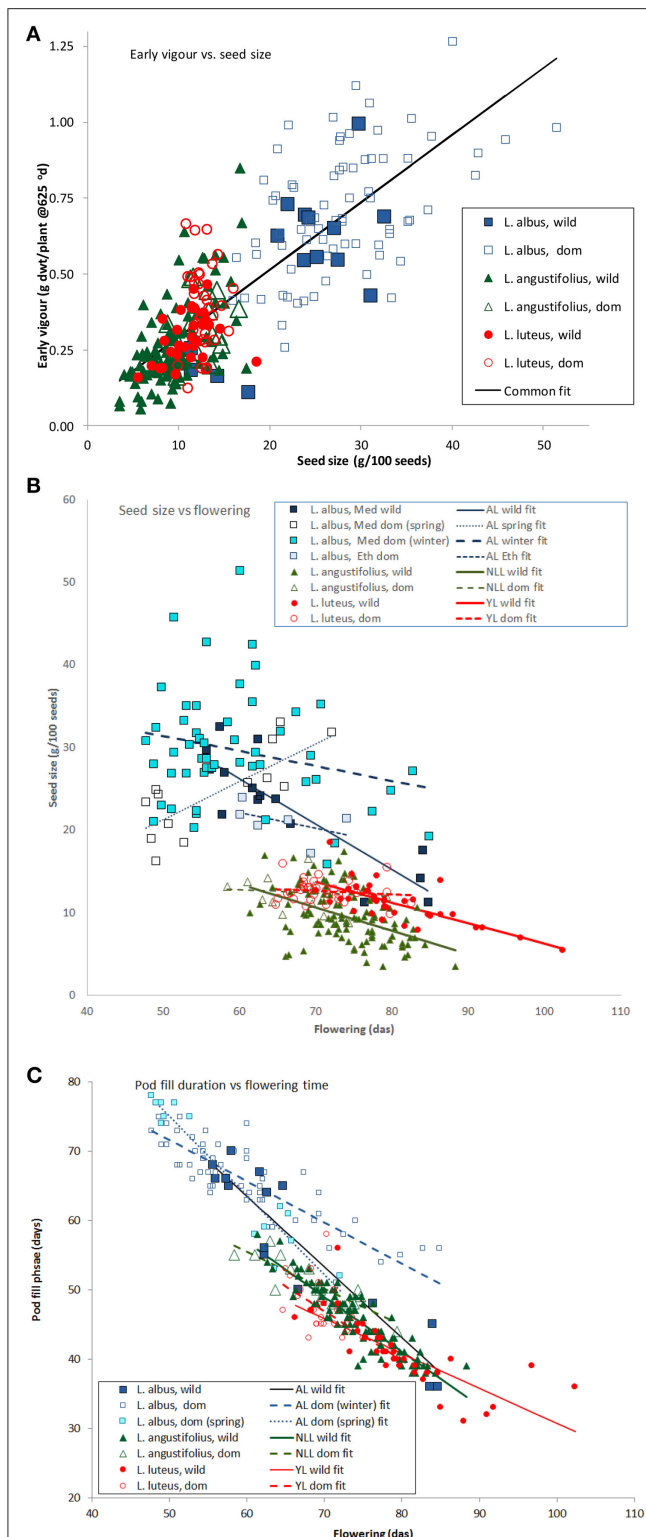 A
Early vigour vs. seed size
1.25
1.00
0.75
0.50
0.25
0.00
Early vigour (g dwt/plant @625 °d)
L. albus, wild
L. albus, dom
L. angustifolius, wild
L. angustifolius, dom
L. luteus, wild
L. luteus, dom
Common fit
0 10 20 30 40 50
Seed size (g/100 seeds)
B
Seed size vs flowering
60
50
40
30
20
10
0
Seed size (g/100 seeds)
L. albus, Med wild AL wild fit
L. albus, Med dom (spring) AL spring fit
L. albus, Med dom (winter) AL winter fit
L. albus, Eth dom AL Eth fit
L. angustifolius, wild NLL wild fit
L. angustifolius, dom NLL dom fit
L. luteus, wild YL wild fit
L. luteus, dom YL dom fit
40 50 60 70 80 90 100 110
Flowering (das)
C
Pod fill duration vs flowering time
80
70
60
50
40
30
20
Pod fill phsae (days)
L. albus, wild AL wild fit
L. albus, dom AL dom (winter) fit
L. albus, dom (spring) AL dom (spring) fit
L. angustifolius, wild NLL wild fit
L. angustifolius, dom NLL dom fit
L. luteus, wild YL wild fit
L. luteus, dom YL dom fit
40 50 60 70 80 90 100 110
Flowering (das)